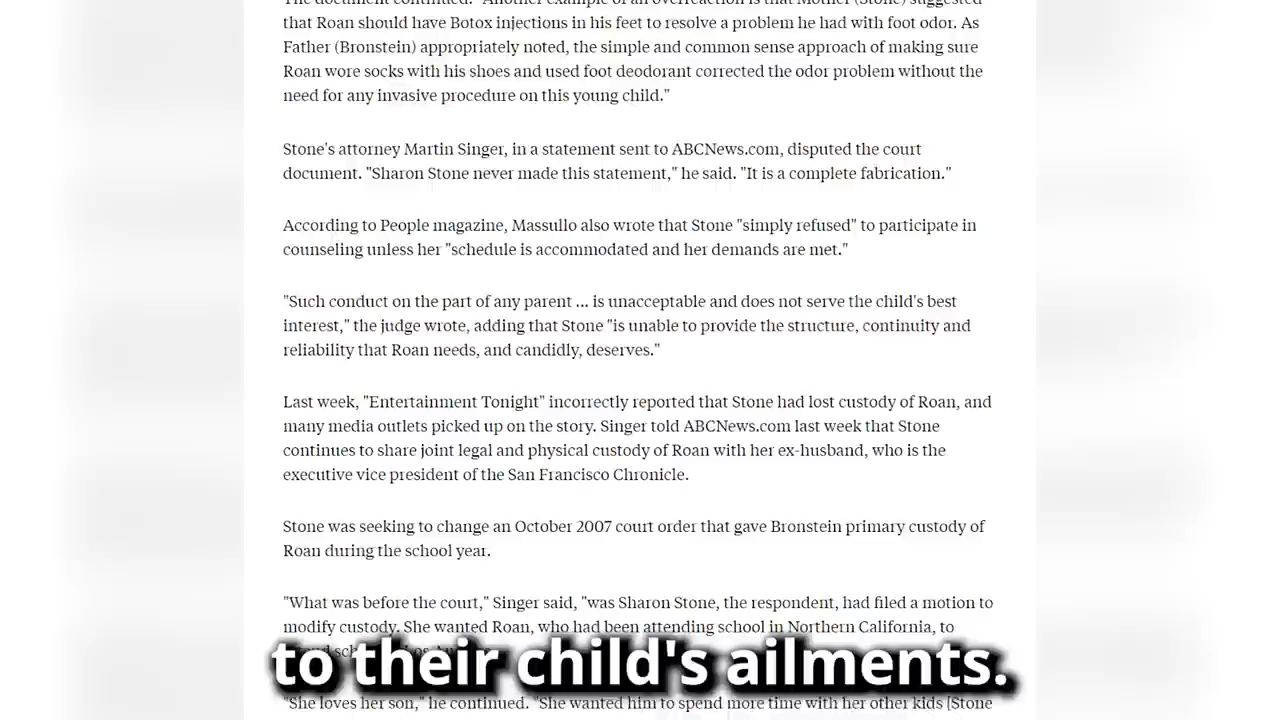 The document continued: "Another example of an overreaction is that Mother (Stone) suggested
that Roan should have Botox injections in his feet to resolve a problem he had with foot odor. As
Father (Bronstein) appropriately noted, the simple and common sense approach of making sure
Roan wore socks with his shoes and used foot deodorant corrected the odor problem without the
need for any invasive procedure on this young child."
Stone's attorney Martin Singer, in a statement sent to ABCNews.com, disputed the court
document. "Sharon Stone never made this statement," he said. "It is a complete fabrication."
According to People magazine, Massullo also wrote that Stone "simply refused" to participate in
counseling unless her "schedule is accommodated and her demands are met."
"Such conduct on the part of any parent ... is unacceptable and does not serve the child's best
interest," the judge wrote, adding that Stone "is unable to provide the structure, continuity and
reliability that Roan needs, and candidly, deserves."
Last week, "Entertainment Tonight" incorrectly reported that Stone had lost custody of Roan, and
many media outlets picked up on the story. Singer told ABCNews.com last week that Stone
continues to share joint legal and physical custody of Roan with her ex-husband, who is the
executive vice president of the San Francisco Chronicle.
Stone was seeking to change an October 2007 court order that gave Bronstein primary custody of
Roan during the school year.
"What was before the court," Singer said, "was Sharon Stone, the respondent, had filed a motion to
modify custody. She wanted Roan, who had been attending school in Northern California, to
to their child's ailments.
"She loves her son," he continued. "She wanted him to spend more time with her other kids [Stone